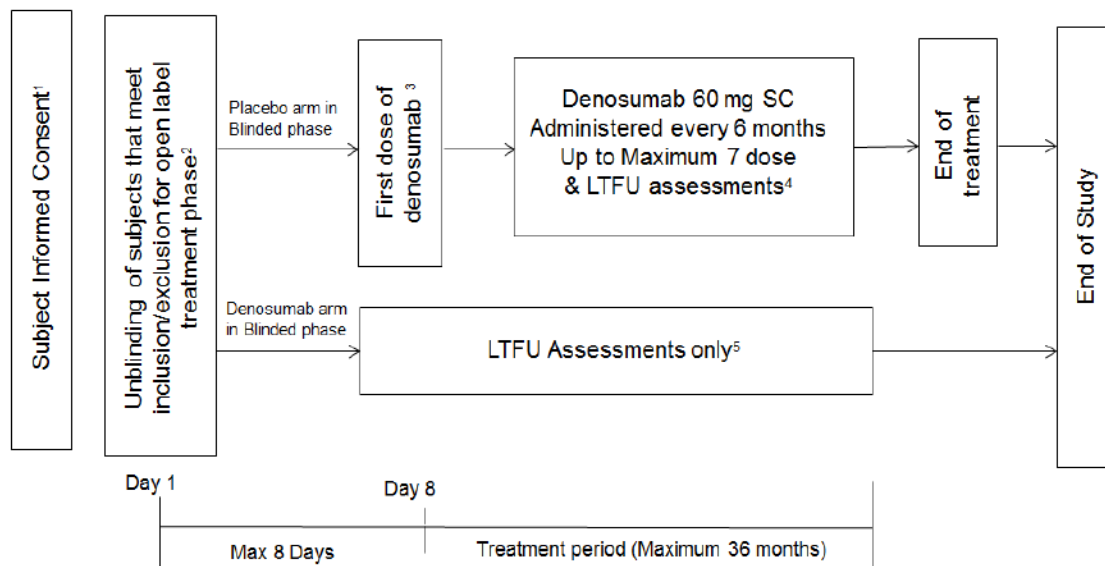 Subject Informed Consent1
Unblinding of subjects that meet
inclusion/exclusion for open label
treatment phase2
Placebo arm in
Blinded phase
First dose of
denosumab 3
Denosumab 60 mg SC
Administered every 6 months
Up to Maximum 7 dose
& LTFU assessments4
End of
treatment
End of Study
Denosumab arm
in Blinded phase
LTFU Assessments only5
Day 1
Day 8
Max 8 Days
Treatment period (Maximum 36 months)